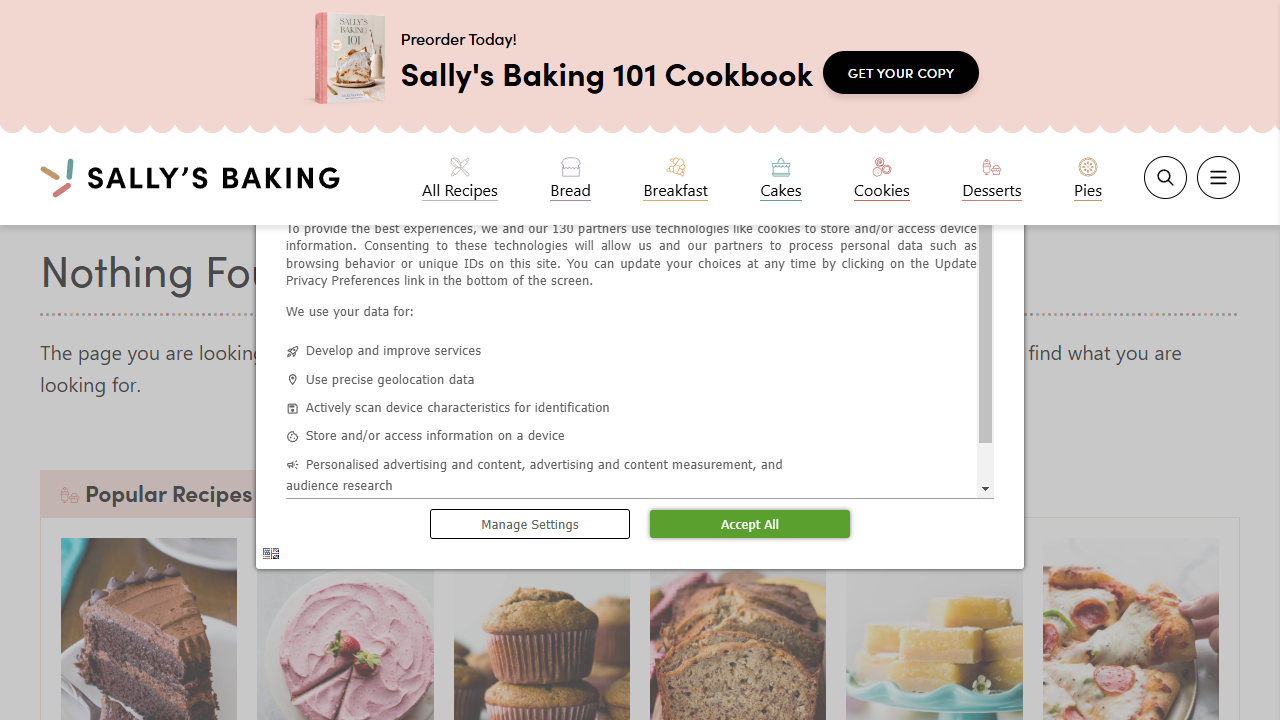 SALLY'S
BAKING
101
Preorder Today!
Sally's Baking 101 Cookbook
GET YOUR COPY
SALLY'S BAKING
All Recipes
Bread
Breakfast
Cakes
Cookies
Desserts
Pies
To provide the best experiences, we and our 130 partners use technologies like cookies to store and/or access device
information. Consenting to these technologies will allow us and our partners to process personal data such as
browsing behavior or unique IDs on this site. You can update your choices at any time by clicking on the Update
Privacy Preferences link in the bottom of the screen.
We use your data for:
Develop and improve services
Use precise geolocation data
Actively scan device characteristics for identification
Store and/or access information on a device
Personalised advertising and content, advertising and content measurement, and
audience research
Manage Settings
Accept All
Nothing Fou
The page you are looking
find what you are
looking for.
Popular Recipes